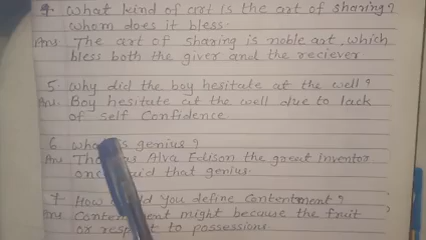 4. What kind of art is the art of sharing?
whom does it bless.
Ans: The art of sharing is noble art, which
bless both the giver and the reciever
5 Why did the boy hesitate at the well?
Ans. Boy hesitate at the well due to lack
of self Confidence
6 is genius?
Ans Alva Edison the great inventor
that genius.
7 How you define Contentment?
Ans might because the fruit
or respect to possessions